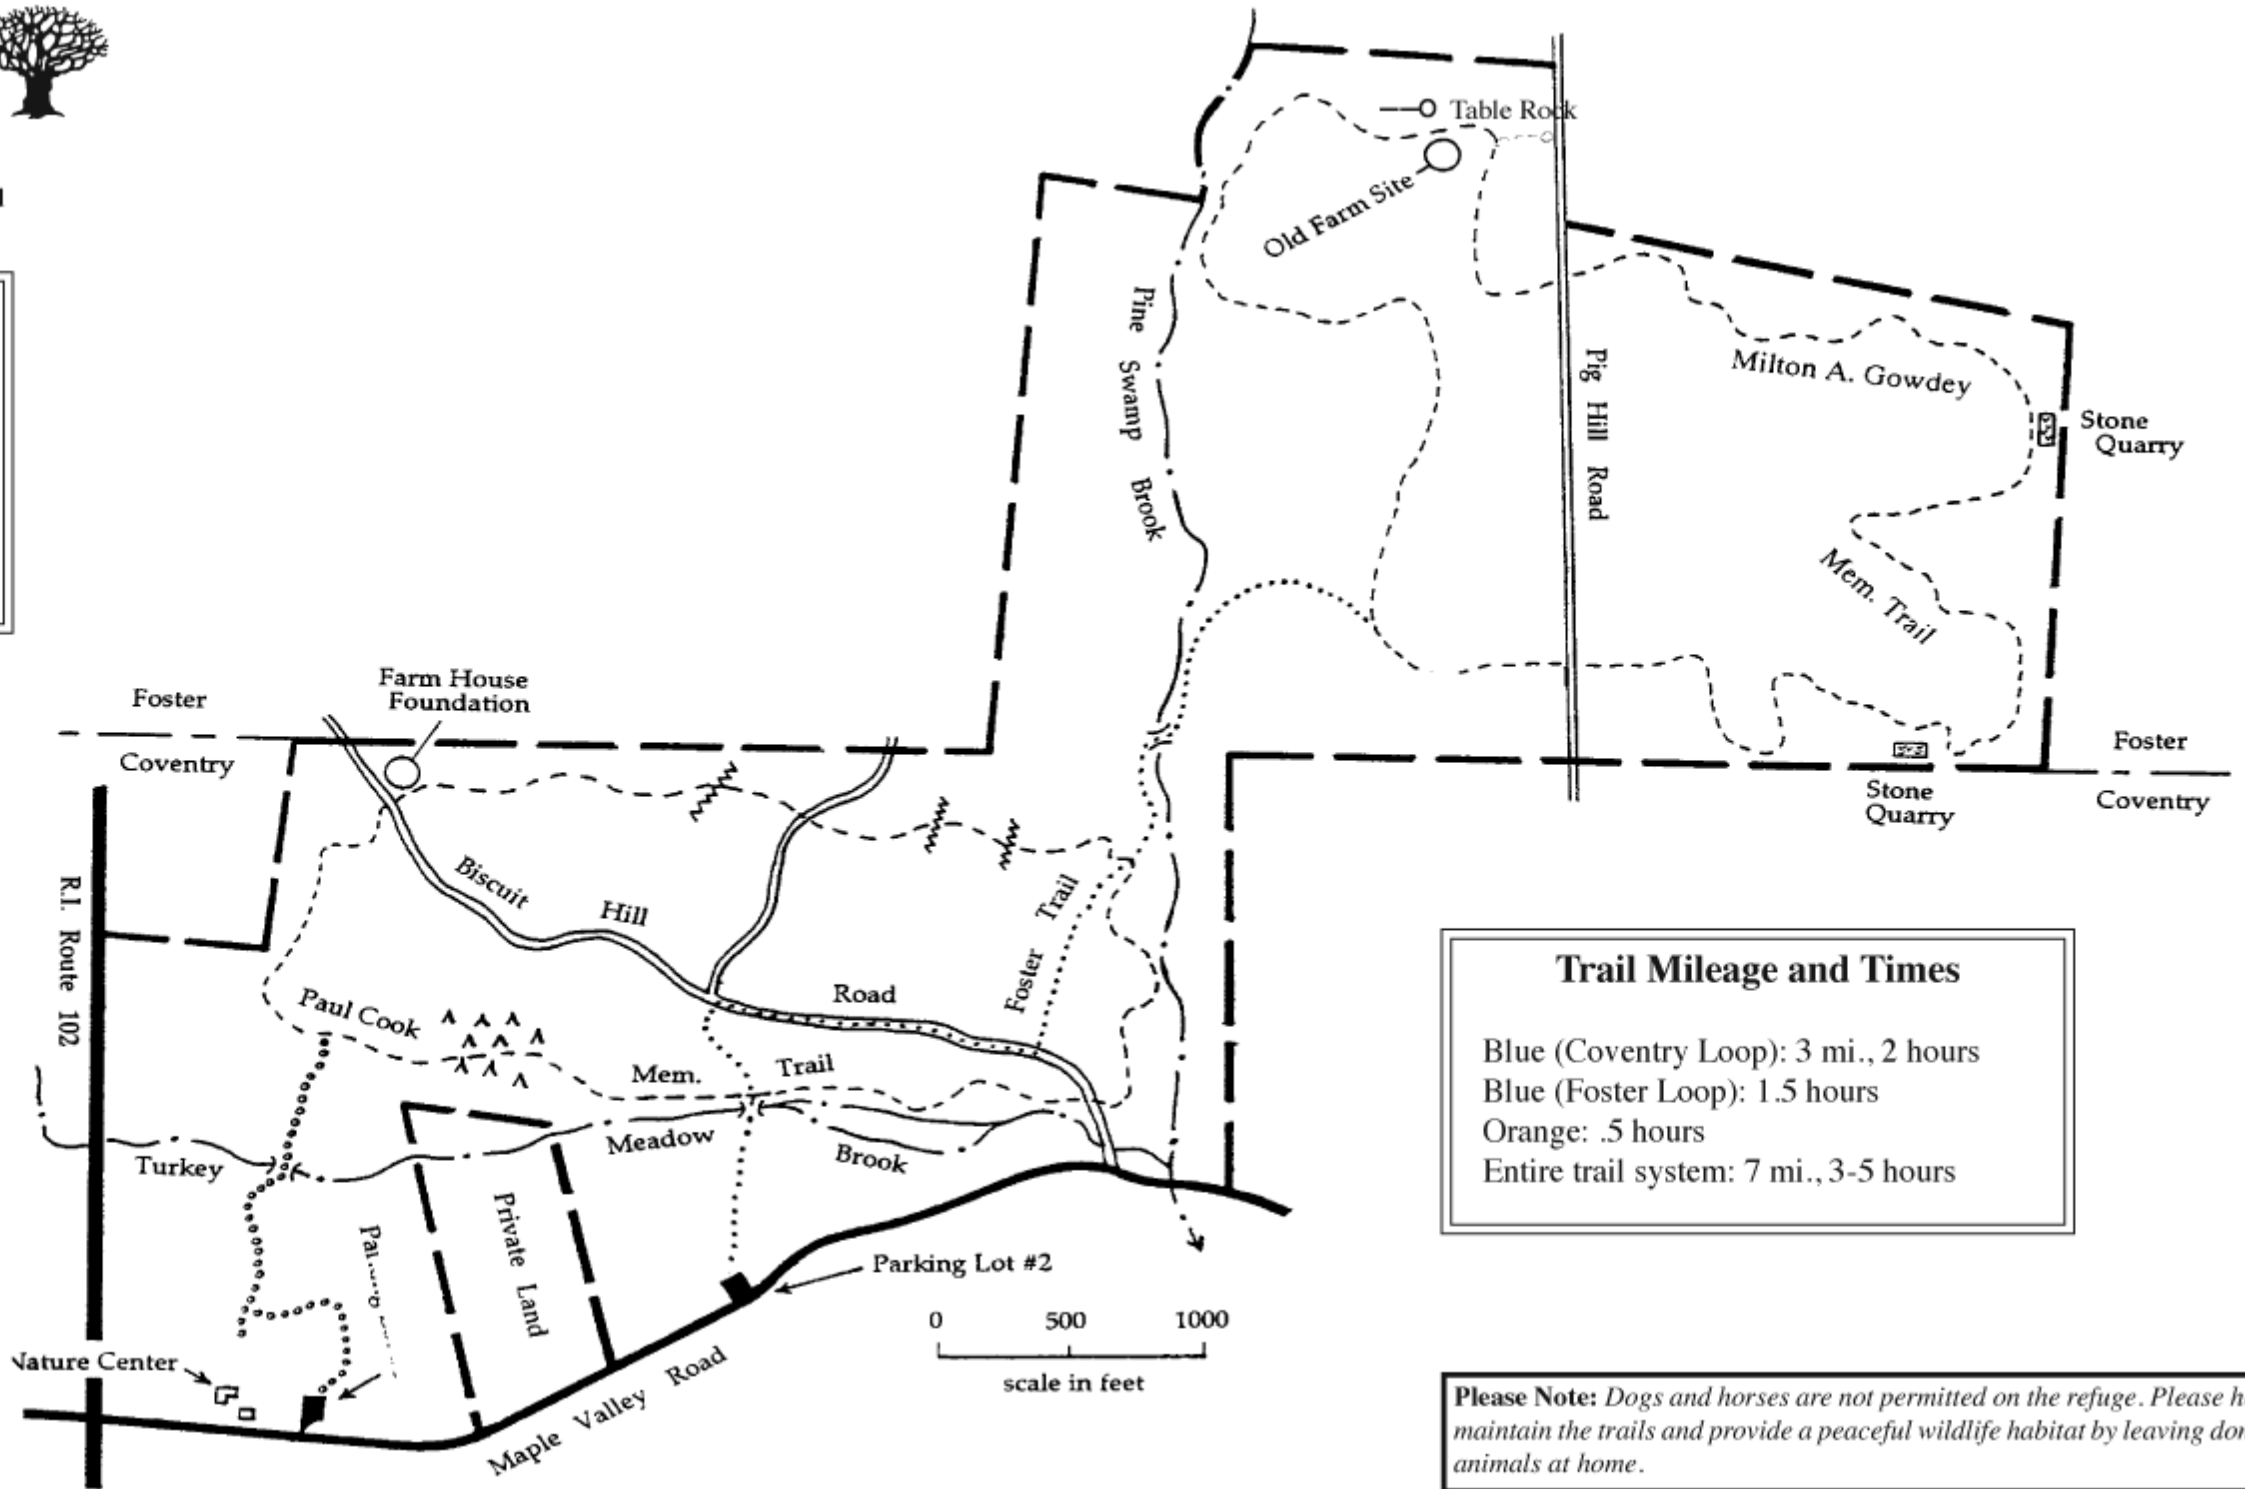 Table Rock
Old Farm Site
Pine Swamp Brook
Pig Hill Road
Milton A. Gowdey
Mem. Trail
Stone
Quarry
Farm House
Foundation
Foster
Coventry
Foster
Coventry
Stone
Quarry
R.I. Route 102
Biscuit Hill Road
Foster Trail
Paul Cook
Mem. Trail
Turkey
Meadow
Brook
Private Land
Parking Lot #2
Nature Center
Maple Valley Road
0 500 1000
scale in feet
Trail Mileage and Times
Blue (Coventry Loop): 3 mi., 2 hours
Blue (Foster Loop): 1.5 hours
Orange: .5 hours
Entire trail system: 7 mi., 3-5 hours
Please Note: Dogs and horses are not permitted on the refuge. Please
maintain the trails and provide a peaceful wildlife habitat by leaving
animals at home.